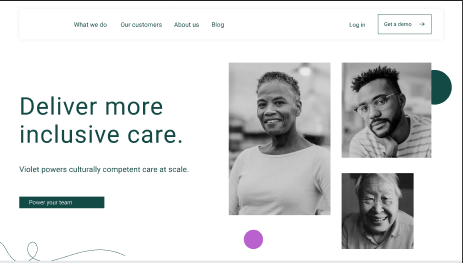 What we do Our customers About us Blog Log in Get a demo →
Deliver more
inclusive care.
Violet powers culturally competent care at scale.
Power your team